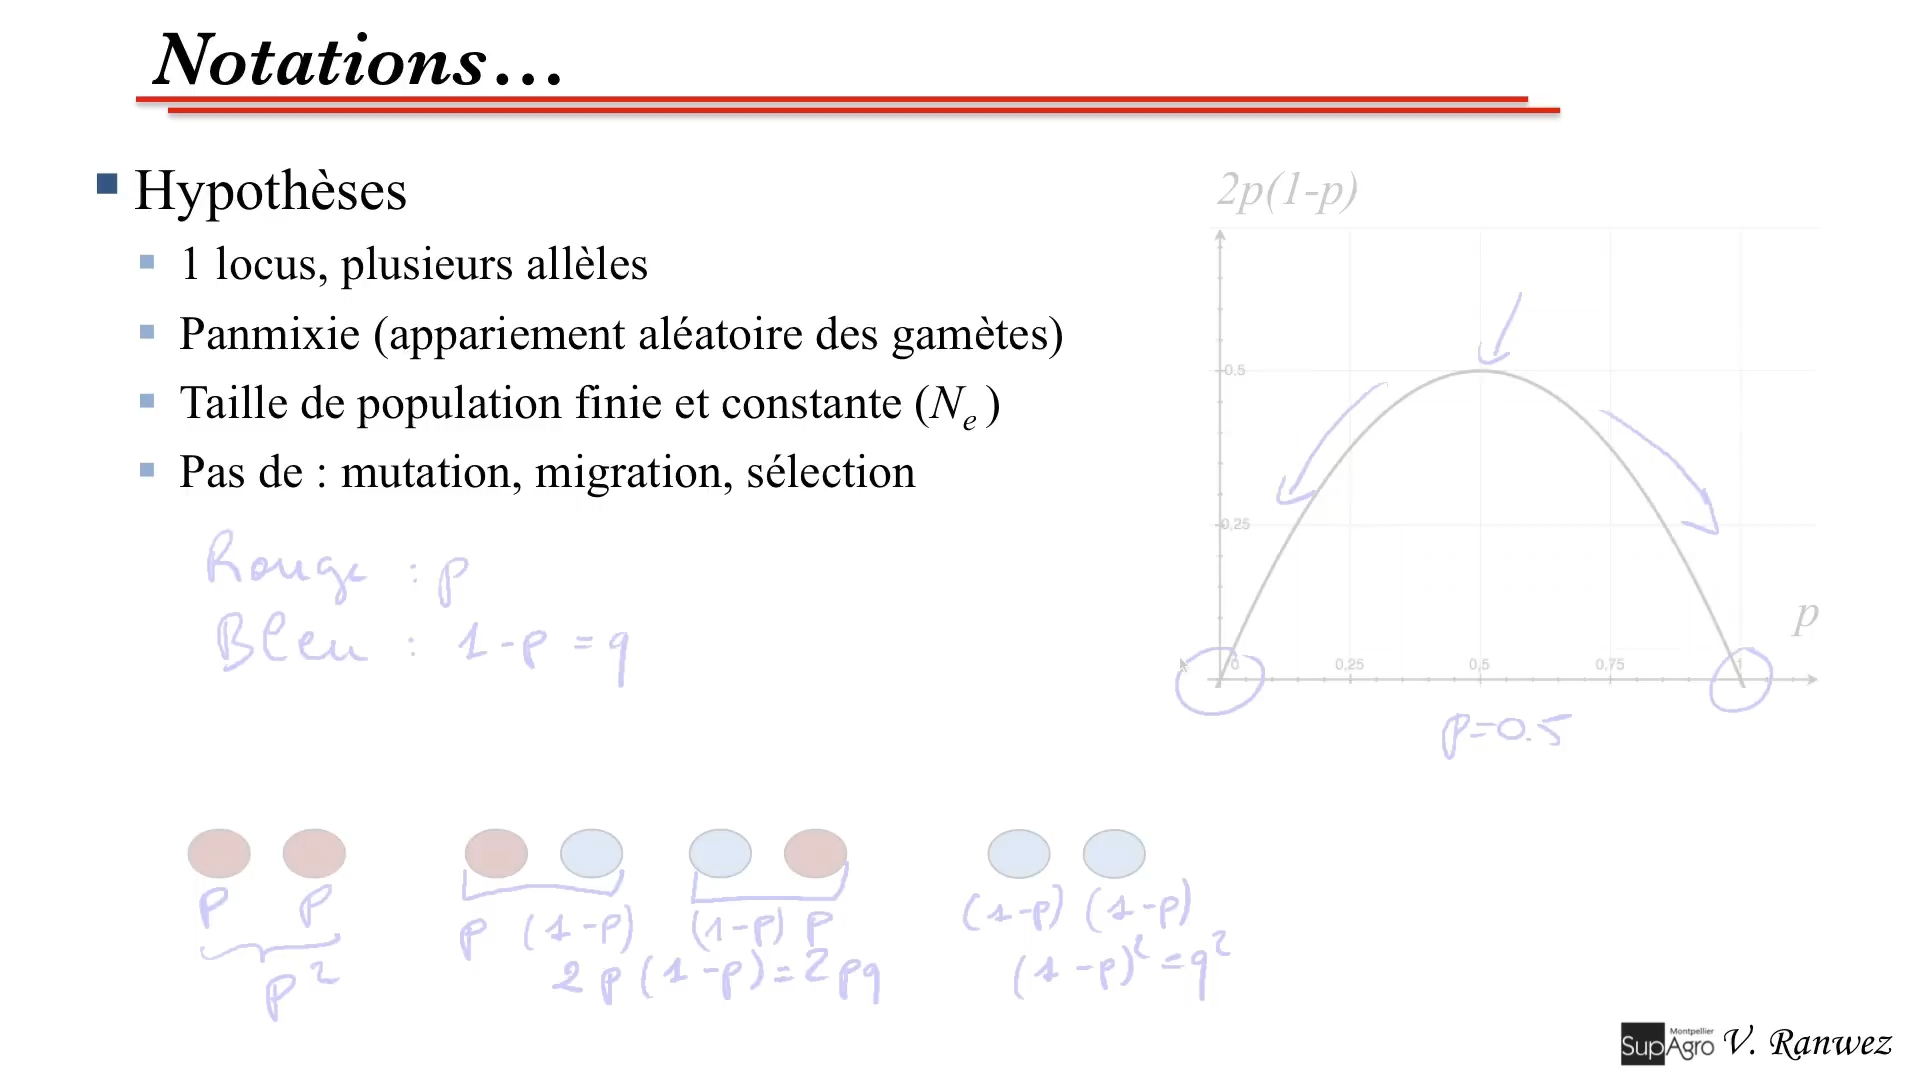 Notations…
Hypothèses
1 locus, plusieurs allèles
Panmixie (appariement aléatoire des gamètes)
Taille de population finie et constante (Ne )
Pas de : mutation, migration, sélection
Rouge : p
Bleu : 1-p = q
2p(1-p)
0.5
0,25
p
0 0,25 0,5 0,75 1
p=0.5
p p p (1-p) (1-p) p (1-p) (1-p)
p² 2p(1-p)=2pq (1-p)²=q²
Montpellier
SupAgro V. Ranwez